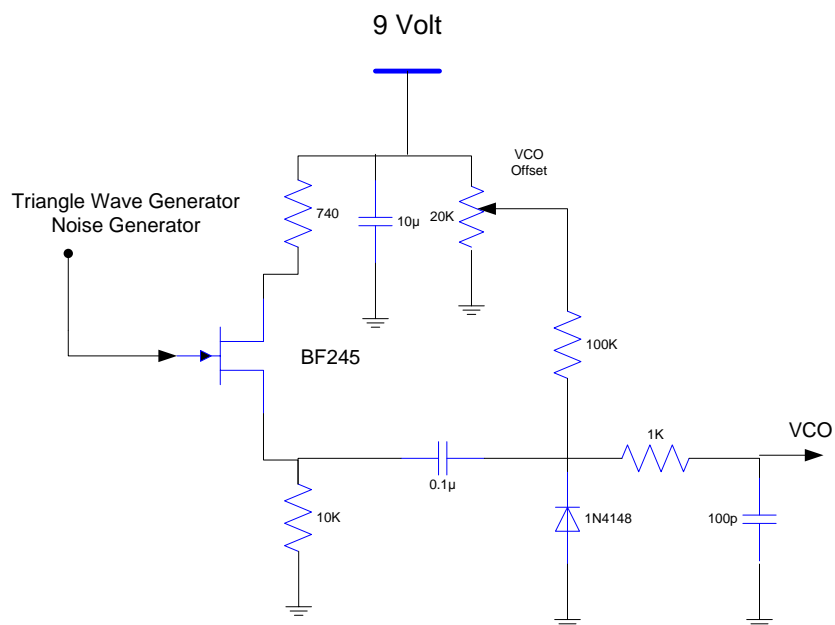 9 Volt
VCO
Offset
Triangle Wave Generator
Noise Generator
740
10µ
20K
BF245
100K
1K
VCO
0.1µ
10K
1N4148
100p